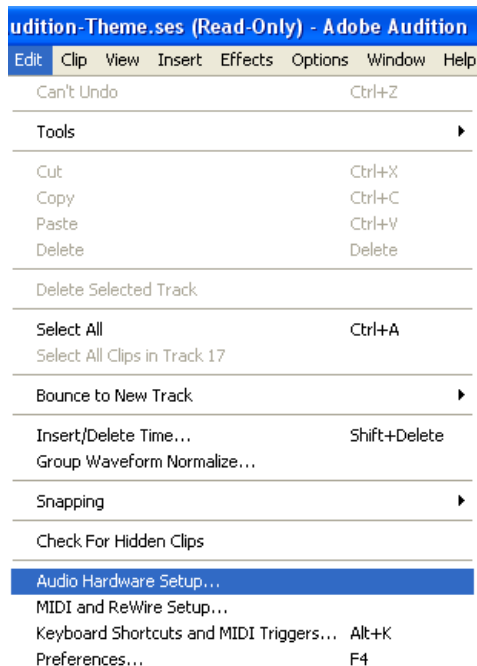 udition-Theme.ses (Read-Only) - Adobe Audition
Edit Clip View Insert Effects Options Window Help
Can't Undo Ctrl+Z
Tools
Cut Ctrl+X
Copy Ctrl+C
Paste Ctrl+V
Delete Delete
Delete Selected Track
Select All Ctrl+A
Select All Clips in Track 17
Bounce to New Track
Insert/Delete Time... Shift+Delete
Group Waveform Normalize...
Snapping
Check For Hidden Clips
Audio Hardware Setup...
MIDI and ReWire Setup...
Keyboard Shortcuts and MIDI Triggers... Alt+K
Preferences... F4